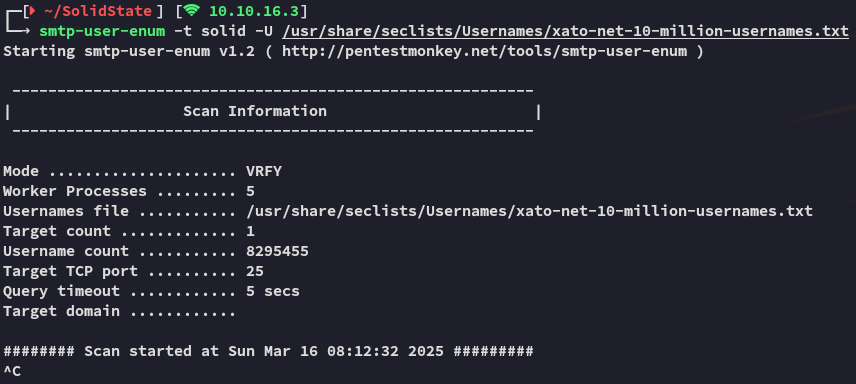 ┌─[ ~/SolidState] [ 10.10.16.3]
└─→ smtp-user-enum -t solid -U /usr/share/seclists/Usernames/xato-net-10-million-usernames.txt
Starting smtp-user-enum v1.2 ( http://pentestmonkey.net/tools/smtp-user-enum )
 ----------------------------------------------------------
|                   Scan Information                       |
 ----------------------------------------------------------
Mode ..................... VRFY
Worker Processes ......... 5
Usernames file ........... /usr/share/seclists/Usernames/xato-net-10-million-usernames.txt
Target count ............. 1
Username count ........... 8295455
Target TCP port .......... 25
Query timeout ............ 5 secs
Target domain ............
######## Scan started at Sun Mar 16 08:12:32 2025 #########
^C